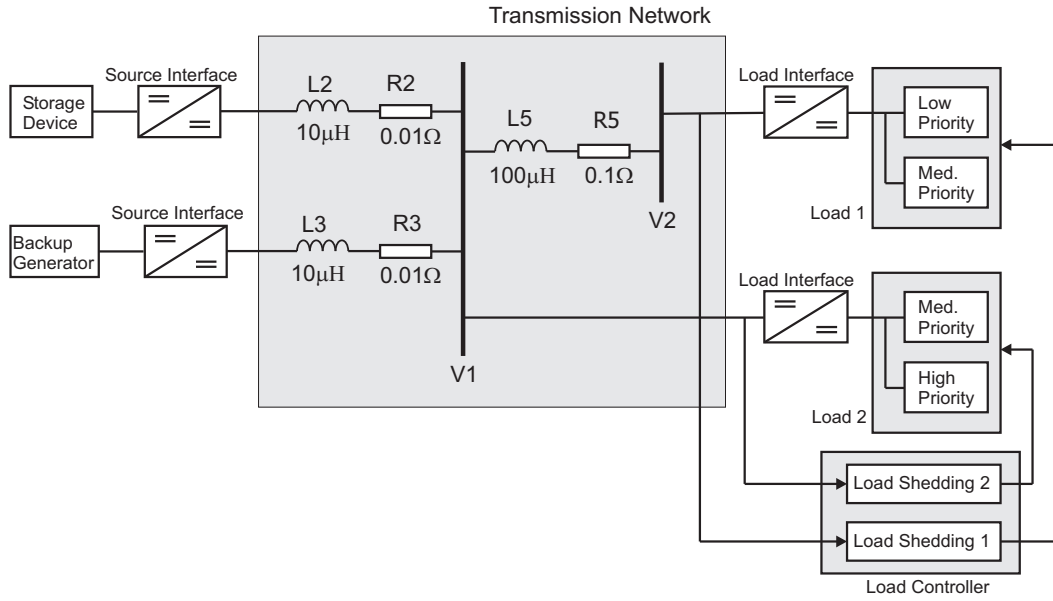 Transmission Network
Source Interface
Storage
Device
L2
10μH
R2
0.01Ω
L5
100μH
R5
0.1Ω
V2
Load Interface
Low
Priority
Med.
Priority
Load 1
Source Interface
Backup
Generator
L3
10μH
R3
0.01Ω
V1
Load Interface
Med.
Priority
High
Priority
Load 2
Load Shedding 2
Load Shedding 1
Load Controller